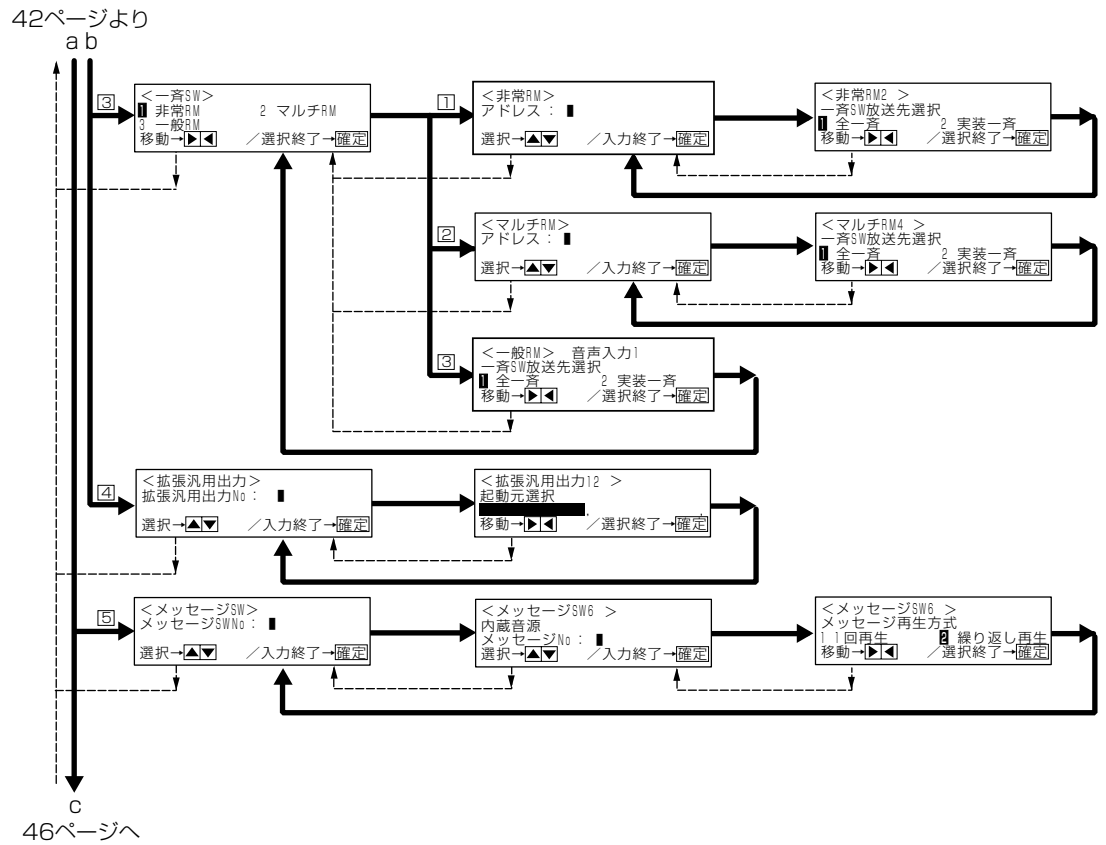 42ページより
a b
3
＜一斉SW＞
1 非常RM 2 マルチRM
3 一般RM
移動→▶◀ ／選択終了→確定
1
＜非常RM＞
アドレス：
選択→▲▼ ／入力終了→確定
＜非常RM2 ＞
一斉SW放送先選択
1 全一斉 2 実装一斉
移動→▶◀ ／選択終了→確定
2
＜マルチRM＞
アドレス：
選択→▲▼ ／入力終了→確定
＜マルチRM4 ＞
一斉SW放送先選択
1 全一斉 2 実装一斉
移動→▶◀ ／選択終了→確定
3
＜一般RM＞ 音声入力1
一斉SW放送先選択
1 全一斉 2 実装一斉
移動→▶◀ ／選択終了→確定
4
＜拡張汎用出力＞
拡張汎用出力No：
選択→▲▼ ／入力終了→確定
＜拡張汎用出力12 ＞
起動元選択
移動→▶◀ ／選択終了→確定
5
＜メッセージSW＞
メッセージSWNo：
選択→▲▼ ／入力終了→確定
＜メッセージSW6 ＞
内蔵音源
メッセージNo：
選択→▲▼ ／入力終了→確定
＜メッセージSW6 ＞
メッセージ再生方式
1 1回再生 2 繰り返し再生
移動→▶◀ ／選択終了→確定
c
46ページへ